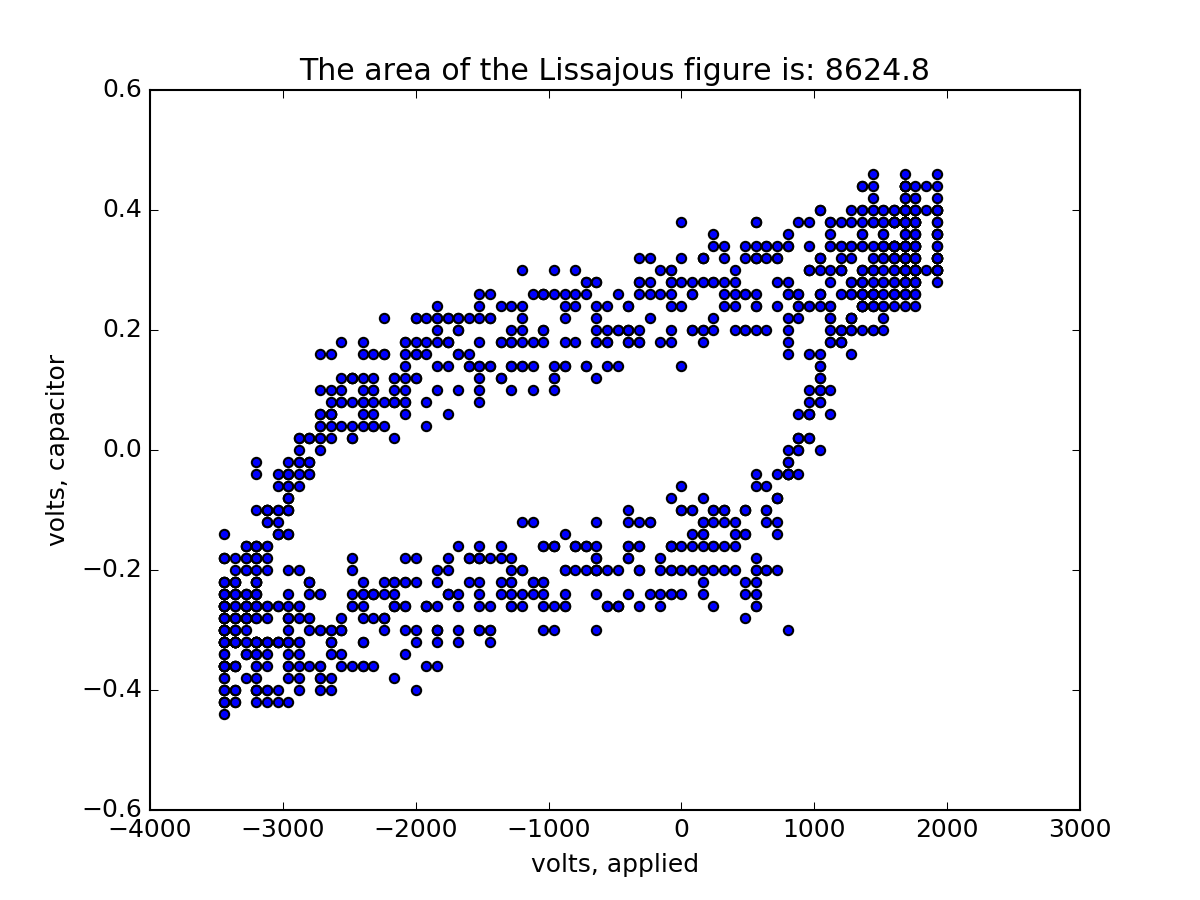 The area of the Lissajous figure is: 8624.8
0.6
0.4
0.2
0.0
−0.2
−0.4
−0.6
volts, capacitor
−4000 −3000 −2000 −1000 0 1000 2000 3000
volts, applied